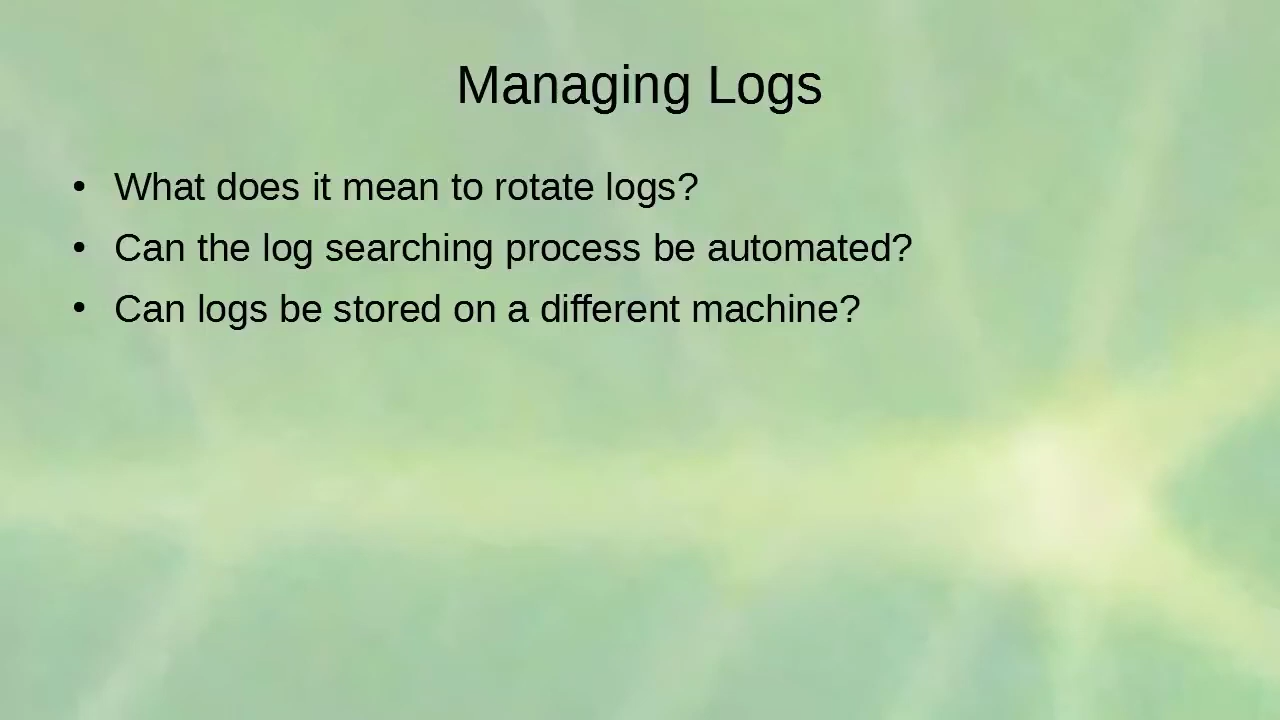 Managing Logs
• What does it mean to rotate logs?
• Can the log searching process be automated?
• Can logs be stored on a different machine?